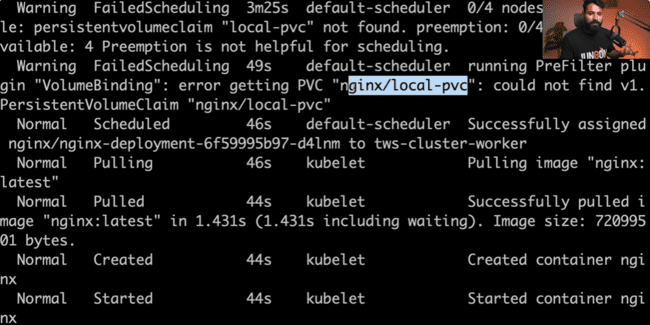 Warning  FailedScheduling  3m25s  default-scheduler  0/4 nodes
le: persistentvolumeclaim "local-pvc" not found. preemption: 0/4
vailable: 4 Preemption is not helpful for scheduling.
Warning  FailedScheduling  49s  default-scheduler  running PreFilter plu
gin "VolumeBinding": error getting PVC "nginx/local-pvc": could not find v1.
PersistentVolumeClaim "nginx/local-pvc"
Normal  Scheduled  46s  default-scheduler  Successfully assigned
nginx/nginx-deployment-6f59995b97-d4lnm to tws-cluster-worker
Normal  Pulling  46s  kubelet  Pulling image "nginx:
latest"
Normal  Pulled  44s  kubelet  Successfully pulled i
mage "nginx:latest" in 1.431s (1.431s including waiting). Image size: 720995
01 bytes.
Normal  Created  44s  kubelet  Created container ngi
nx
Normal  Started  44s  kubelet  Started container ngi
nx